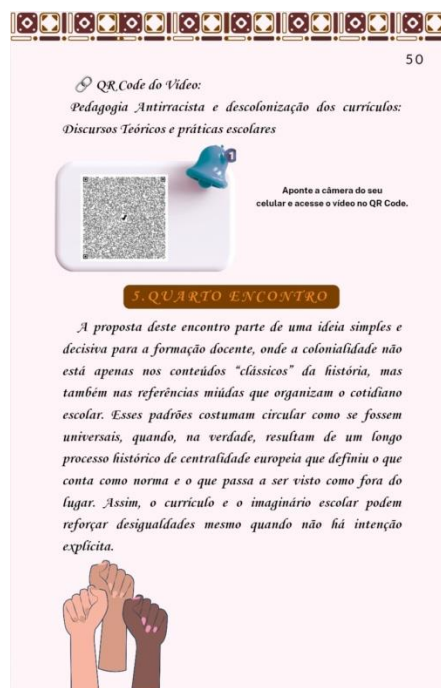 50
QR Code do Vídeo:
Pedagogia Antirracista e descolonização dos currículos:
Discursos Teóricos e práticas escolares
1
Aponte a câmera do seu
celular e acesse o vídeo no QR Code.
5.QUARTO ENCONTRO
A proposta deste encontro parte de uma ideia simples e
decisiva para a formação docente, onde a colonialidade não
está apenas nos conteúdos “clássicos” da história, mas
também nas referências miúdas que organizam o cotidiano
escolar. Esses padrões costumam circular como se fossem
universais, quando, na verdade, resultam de um longo
processo histórico de centralidade europeia que definiu o que
conta como norma e o que passa a ser visto como fora do
lugar. Assim, o currículo e o imaginário escolar podem
reforçar desigualdades mesmo quando não há intenção
explícita.